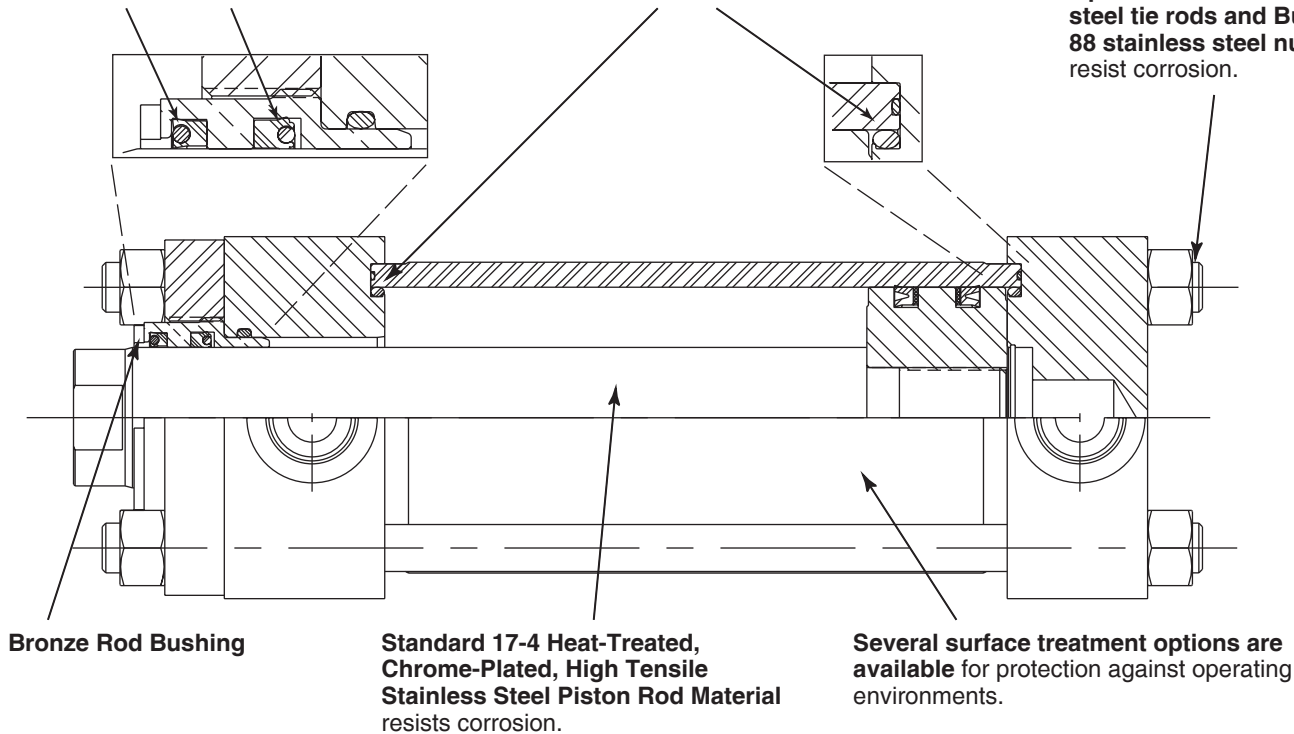 steel tie rods and
88 stainless steel
resist corrosion.
Bronze Rod Bushing
Standard 17-4 Heat-Treated,
Chrome-Plated, High Tensile
Stainless Steel Piston Rod Material
resists corrosion.
Several surface treatment options are
available for protection against operating
environments.